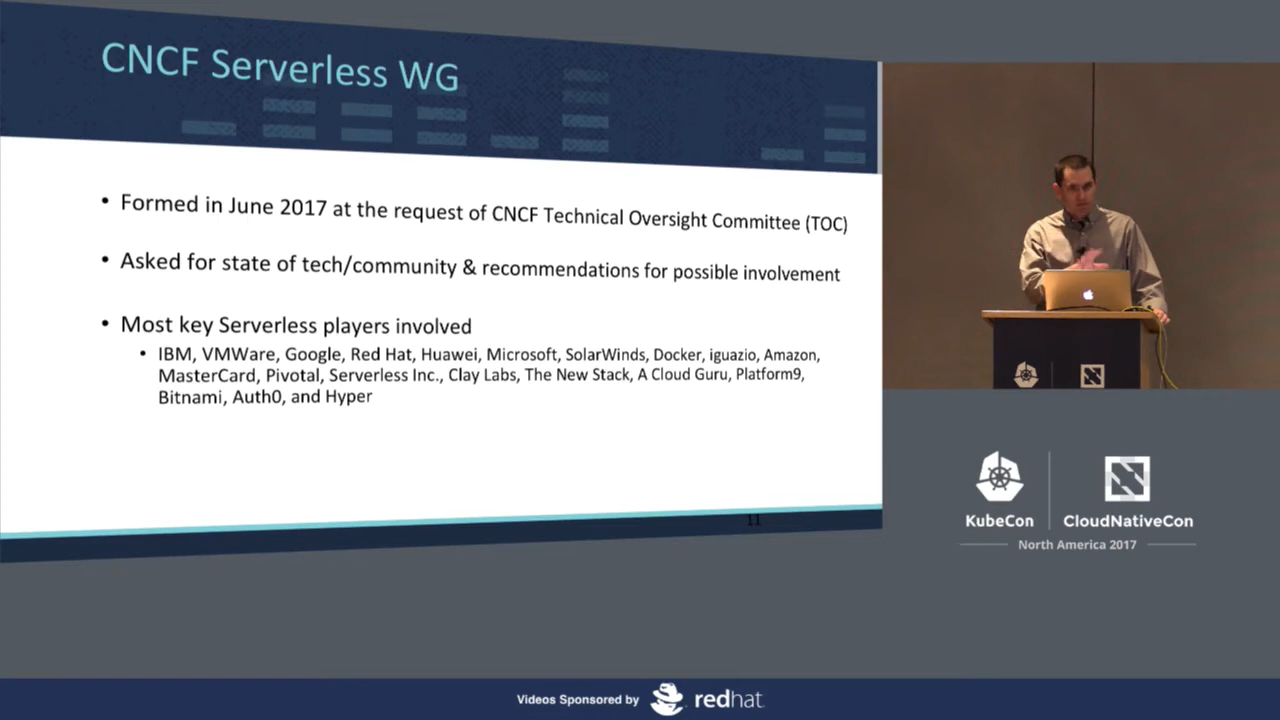 CNCF Serverless WG
• Formed in June 2017 at the request of CNCF Technical Oversight Committee (TOC)
• Asked for state of tech/community & recommendations for possible involvement
• Most key Serverless players involved
• IBM, VMWare, Google, Red Hat, Huawei, Microsoft, SolarWinds, Docker, iguazio, Amazon,
MasterCard, Pivotal, Serverless Inc., Clay Labs, The New Stack, A Cloud Guru, Platform9,
Bitnami, Auth0, and Hyper
11
KubeCon
CloudNativeCon
North America 2017
Videos Sponsored by
redhat